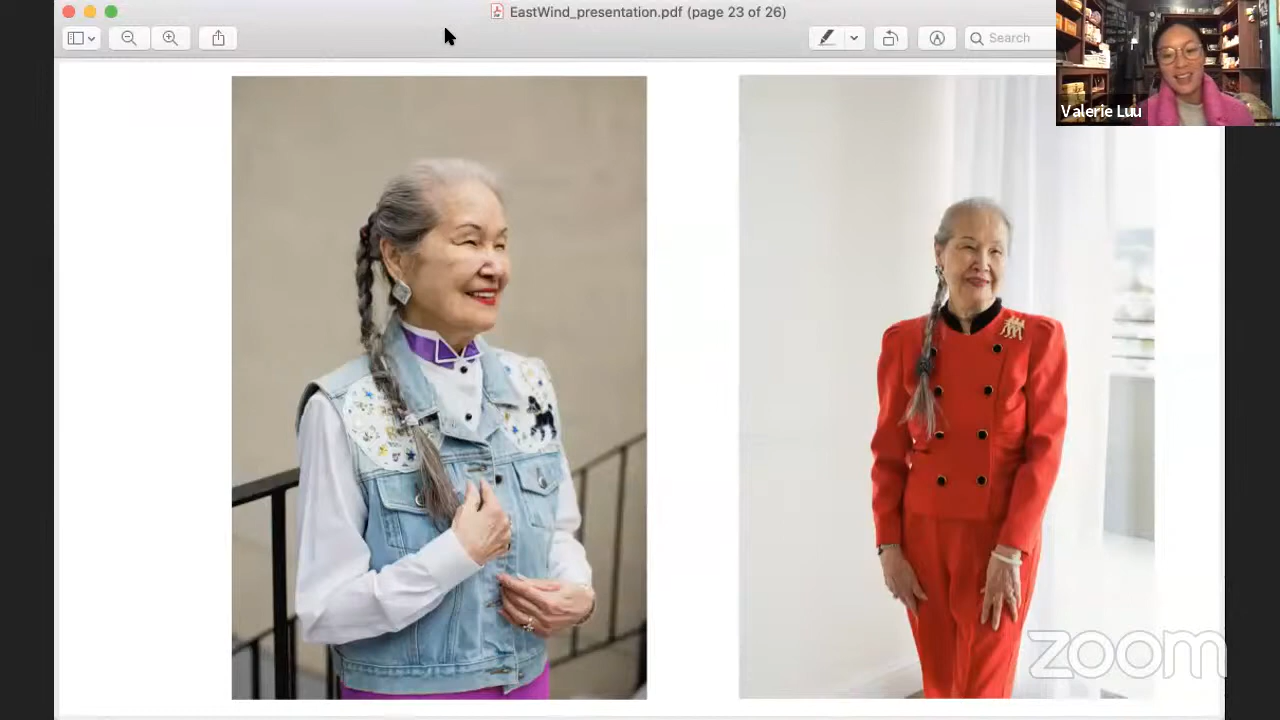 EastWind_presentation.pdf (page 23 of 26)
Search
Valerie Luu
zoom